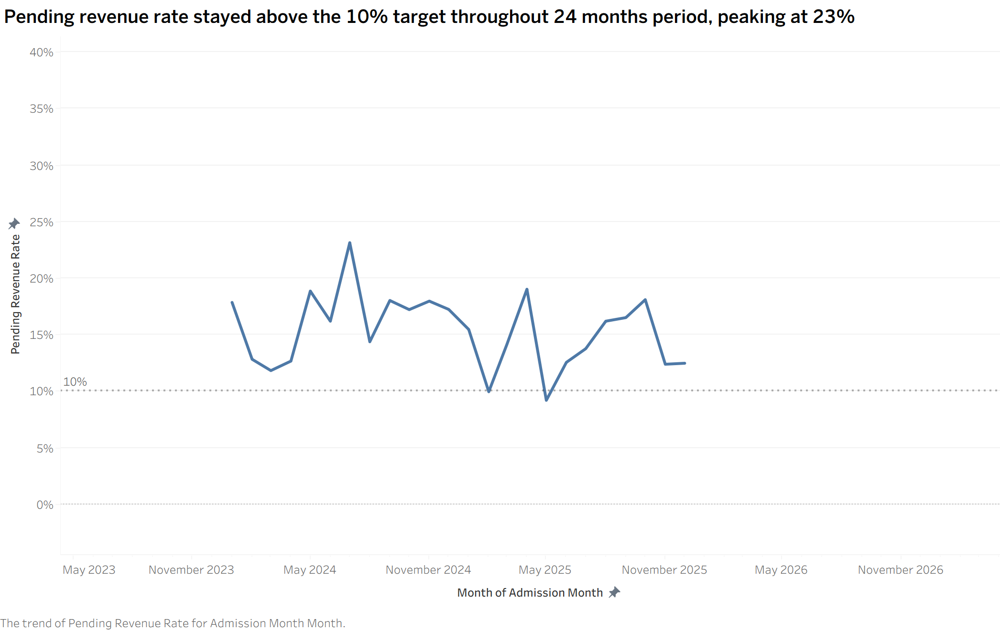 Pending revenue rate stayed above the 10% target throughout 24 months period, peaking at 23%
40%
35%
30%
25%
20%
15%
10%
10%
5%
0%
Pending Revenue Rate
May 2023
November 2023
May 2024
November 2024
May 2025
November 2025
May 2026
November 2026
Month of Admission Month
The trend of Pending Revenue Rate for Admission Month Month.